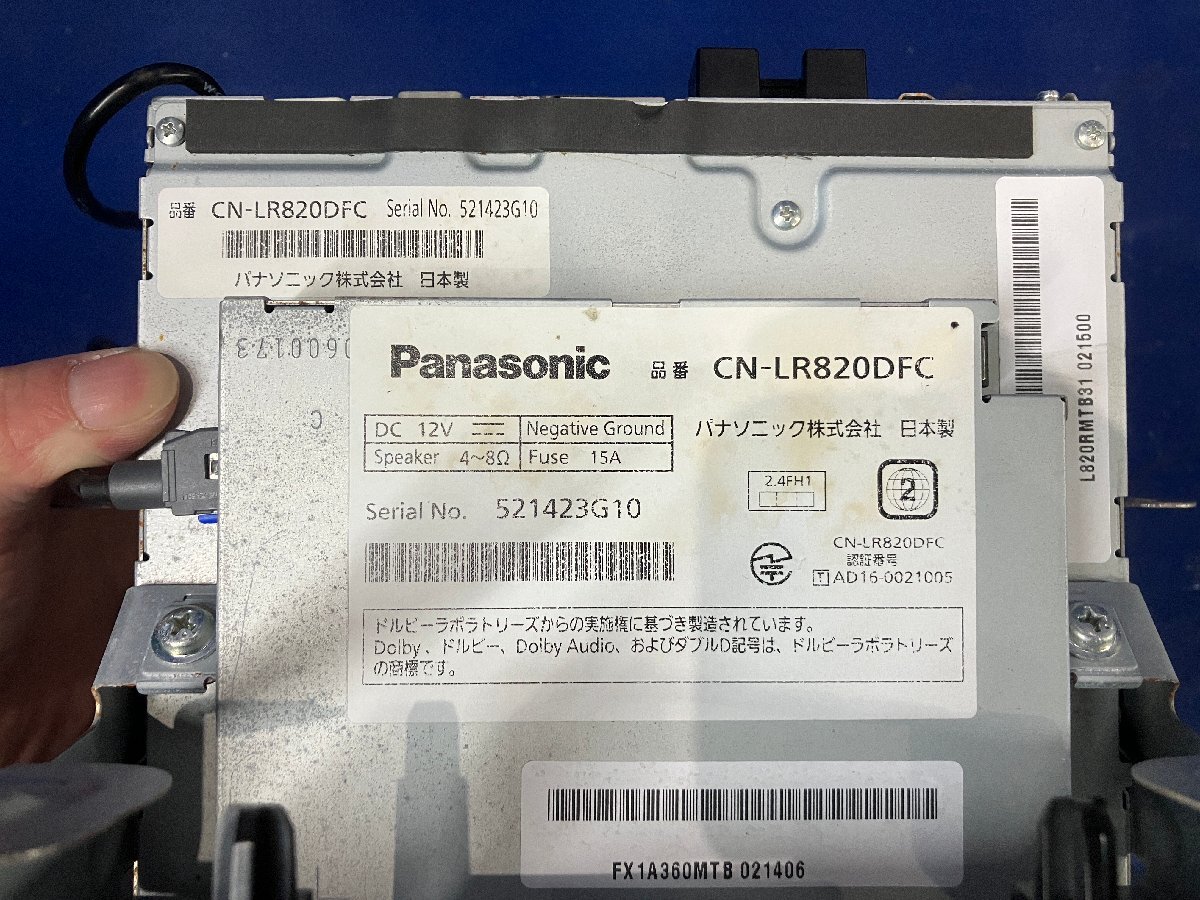 品番 CN-LR820DFC Serial No. 521423G10
パナソニック株式会社 日本製
L820RMTB31 021600
0600173
C
Panasonic 品番 CN-LR820DFC
DC 12V Negative Ground
Speaker 4~8Ω Fuse 15A
パナソニック株式会社 日本製
Serial No. 521423G10
2.4FH1
2
CN-LR820DFC
認証番号
T AD16-0021005
ドルビーラボラトリーズからの実施権に基づき製造されています。
Dolby、ドルビー、Dolby Audio、およびダブルD記号は、ドルビーラボラトリーズ
の商標です。
FX1A360MTB 021406